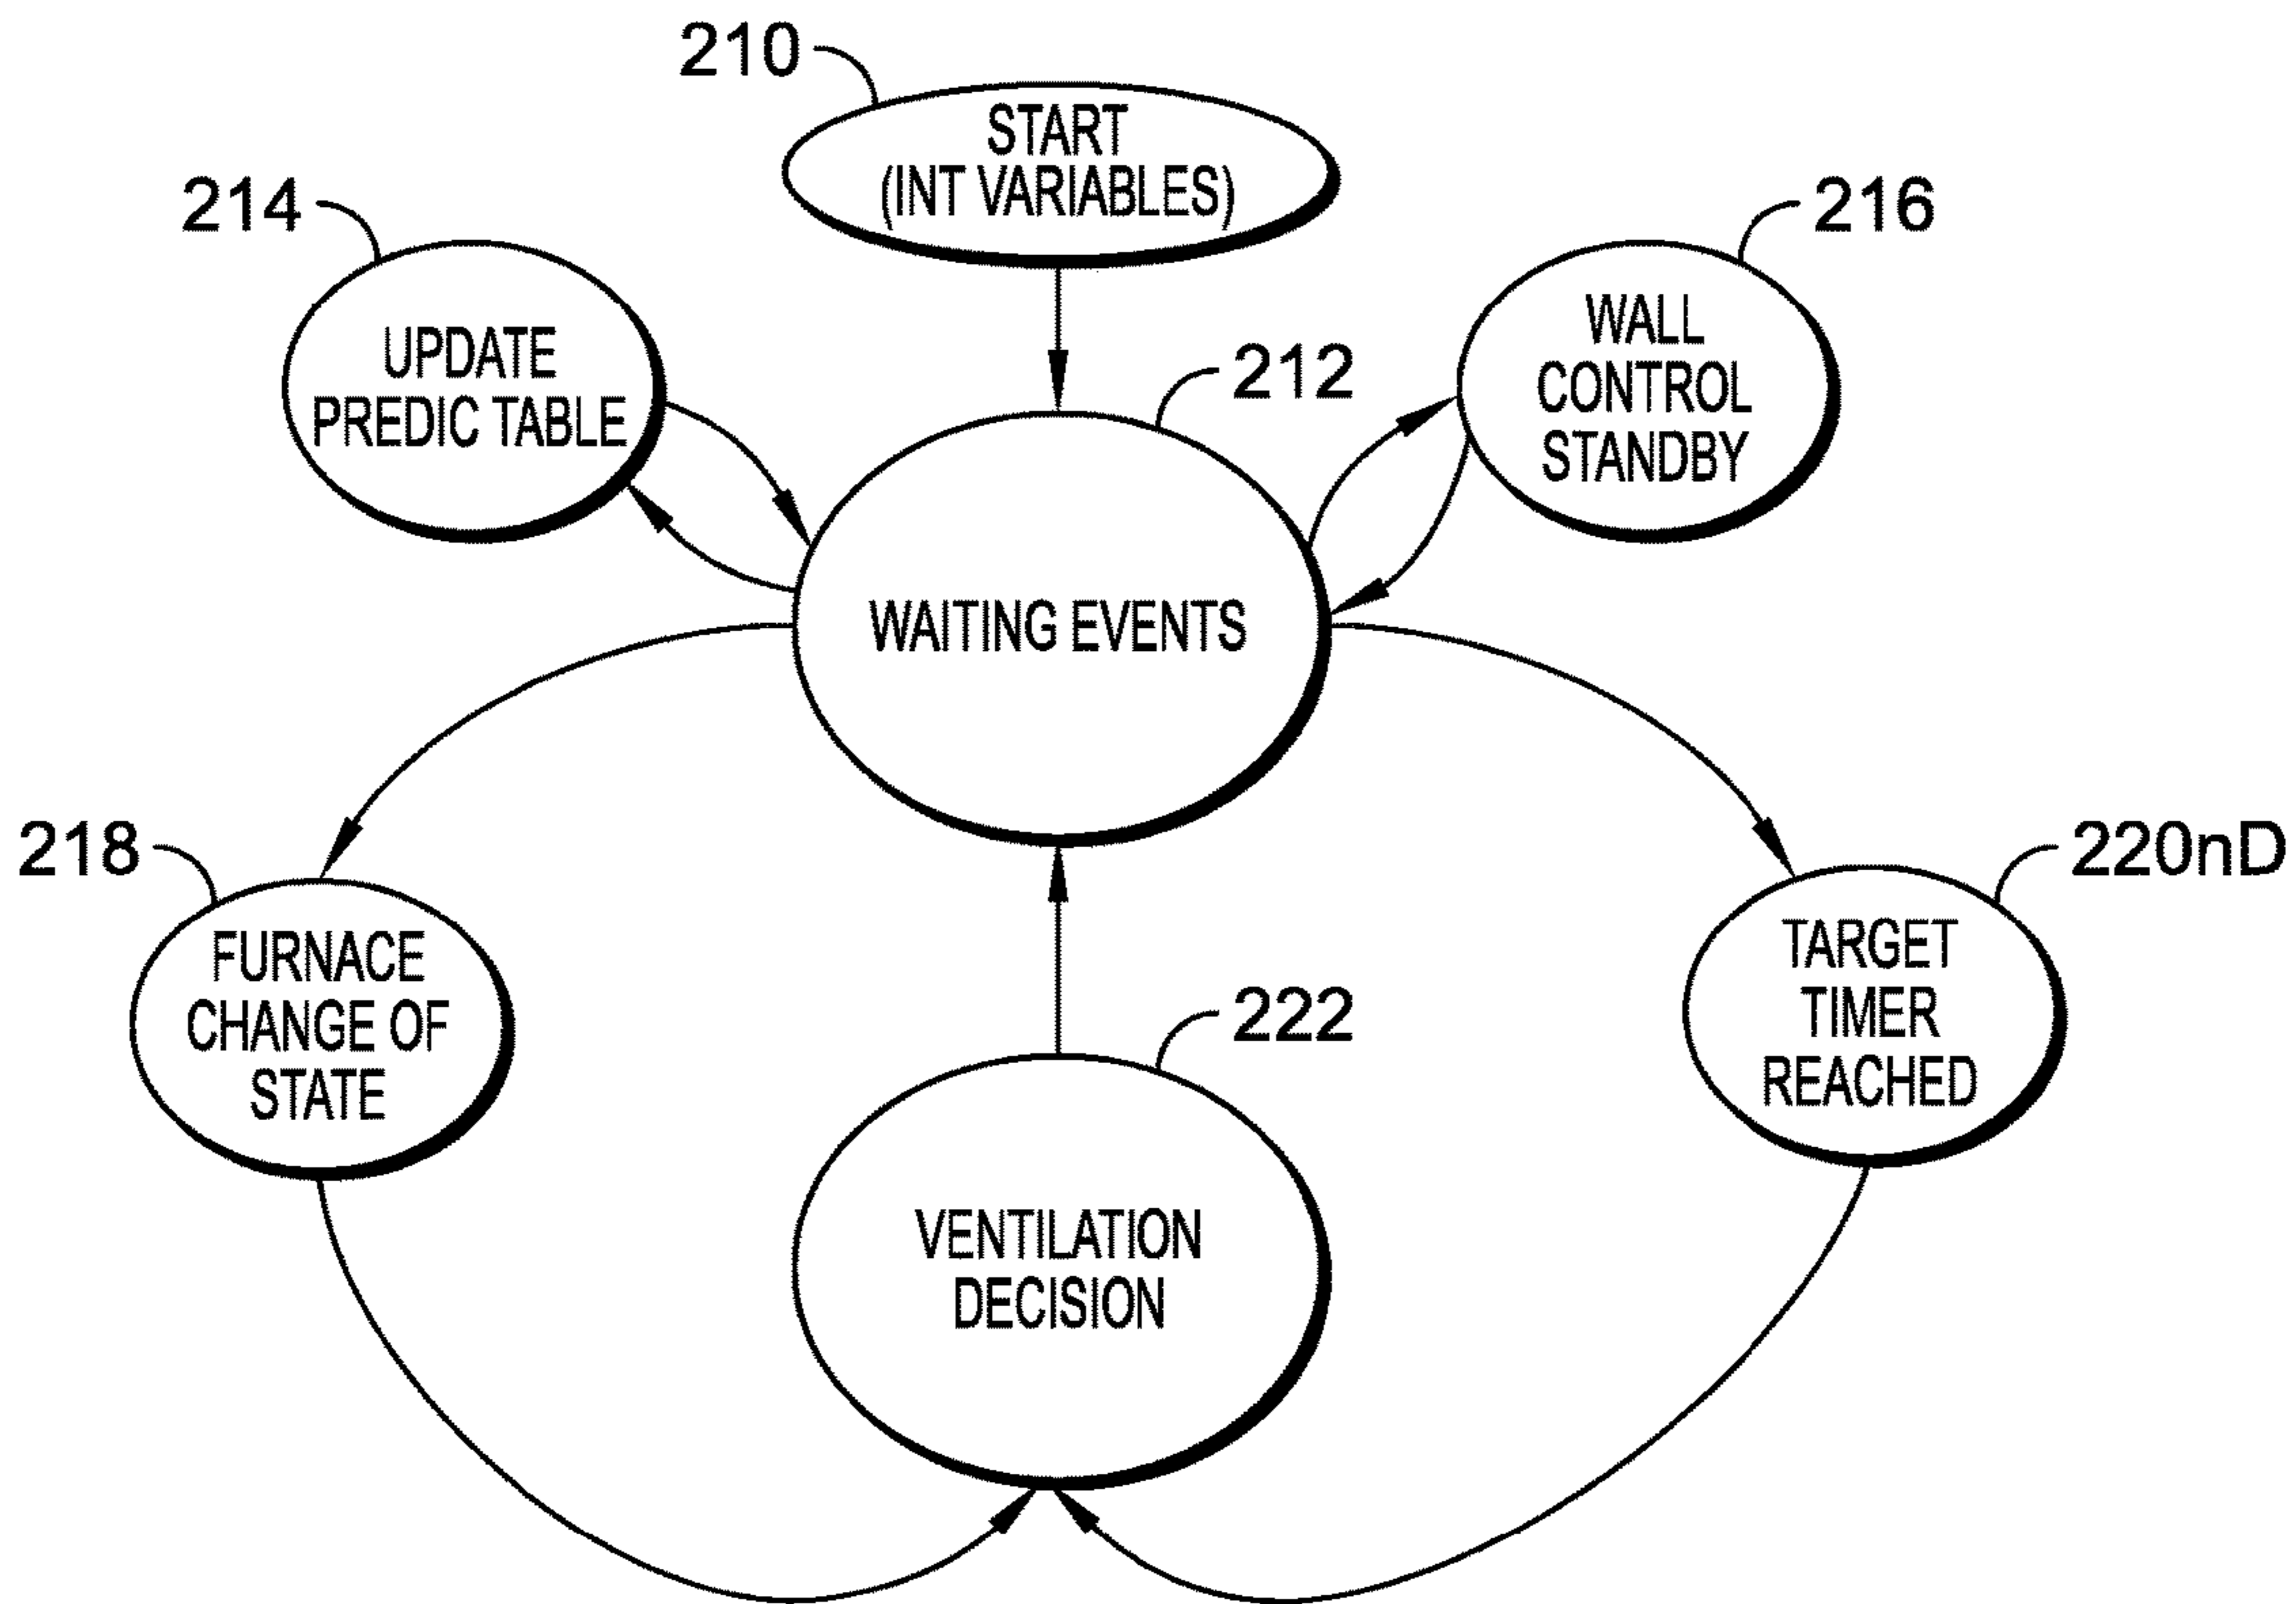 210
START
(INT VARIABLES)
214
UPDATE
PREDIC TABLE
216
WALL
CONTROL
STANDBY
212
WAITING EVENTS
218
FURNACE
CHANGE OF
STATE
220nD
TARGET
TIMER
REACHED
222
VENTILATION
DECISION